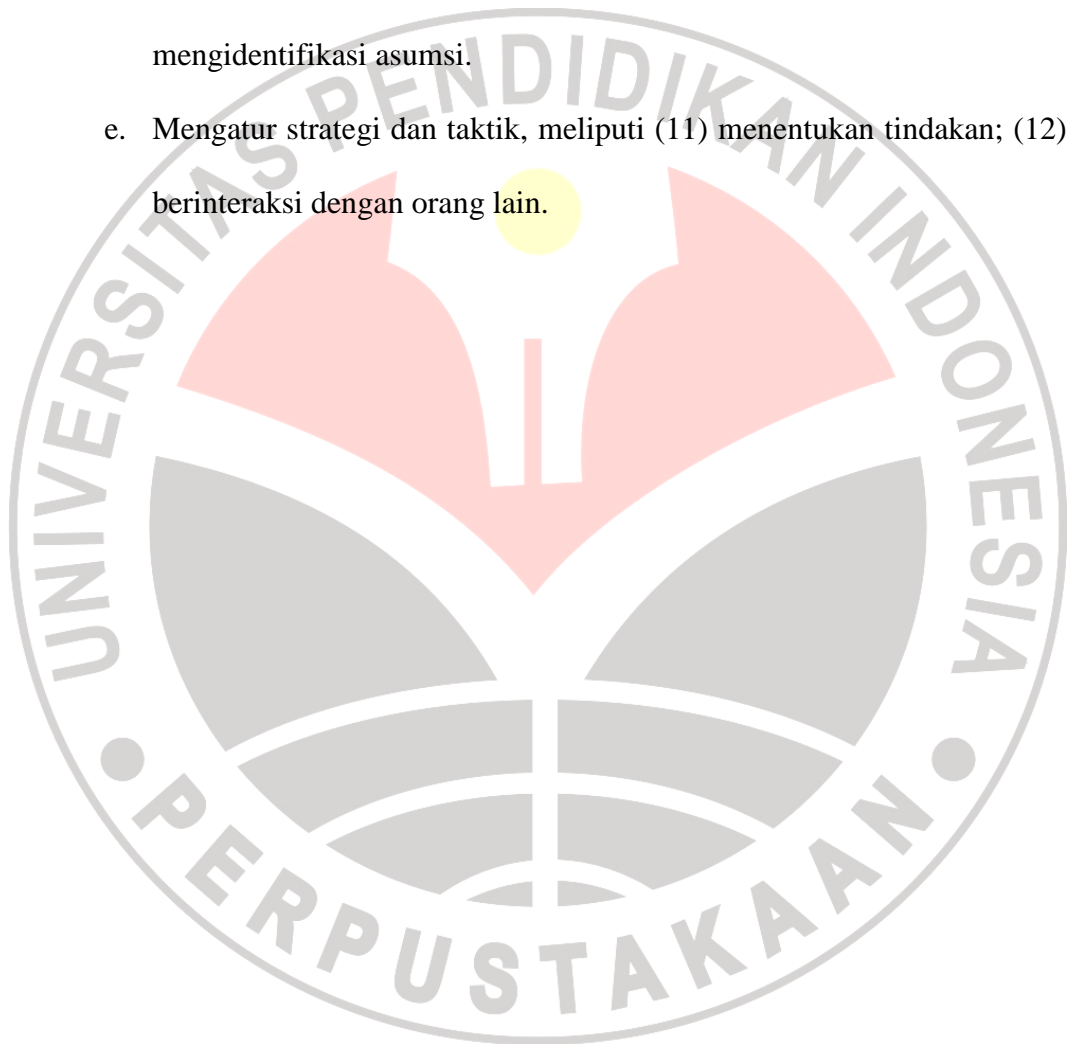 mengidentifikasi asumsi.
e. Mengatur strategi dan taktik, meliputi (11) menentukan tindakan; (12)
berinteraksi dengan orang lain.
UNIVERSITAS PENDIDIKAN INDONESIA
PERPUSTAKAAN